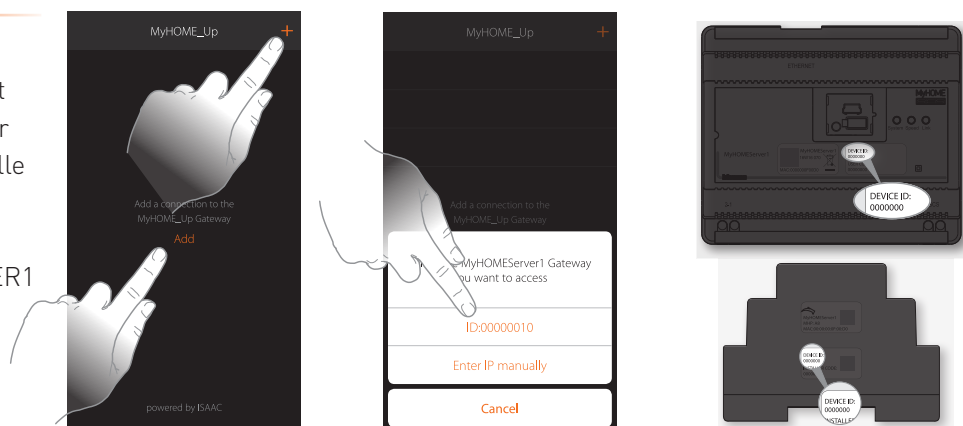 t
r
lle
ER1
MyHOME_Up
+
Add a connection to the
MyHOME_Up Gateway
Add
powered by ISAAC
MyHOME_Up
+
Add a connection to the
MyHOME_Up Gateway
MyHOMEServer1 Gateway
you want to access
ID:00000010
Enter IP manually
Cancel
ETHERNET
MyHOME
MyHOMEServer1
DEVICE ID:
0000000
DEVICE ID:
0000000
DEVICE ID:
0000000
DEVICE ID:
0000000